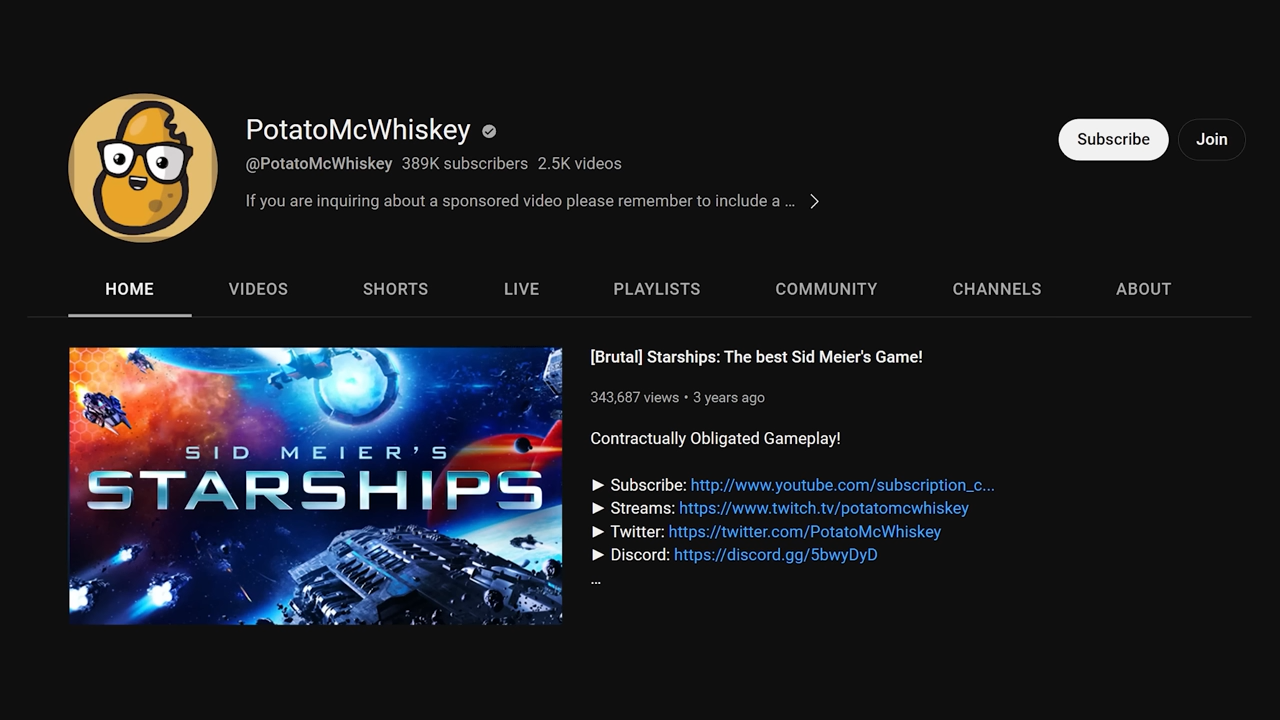 PotatoMcWhiskey
@PotatoMcWhiskey 389K subscribers 2.5K videos
If you are inquiring about a sponsored video please remember to include a ...
Subscribe
Join
HOME
VIDEOS
SHORTS
LIVE
PLAYLISTS
COMMUNITY
CHANNELS
ABOUT
SID MEIER'S
STARSHIPS
[Brutal] Starships: The best Sid Meier's Game!
343,687 views • 3 years ago
Contractually Obligated Gameplay!
► Subscribe: http://www.youtube.com/subscription_c...
► Streams: https://www.twitch.tv/potatomcwhiskey
► Twitter: https://twitter.com/PotatoMcWhiskey
► Discord: https://discord.gg/5bwyDyD
...